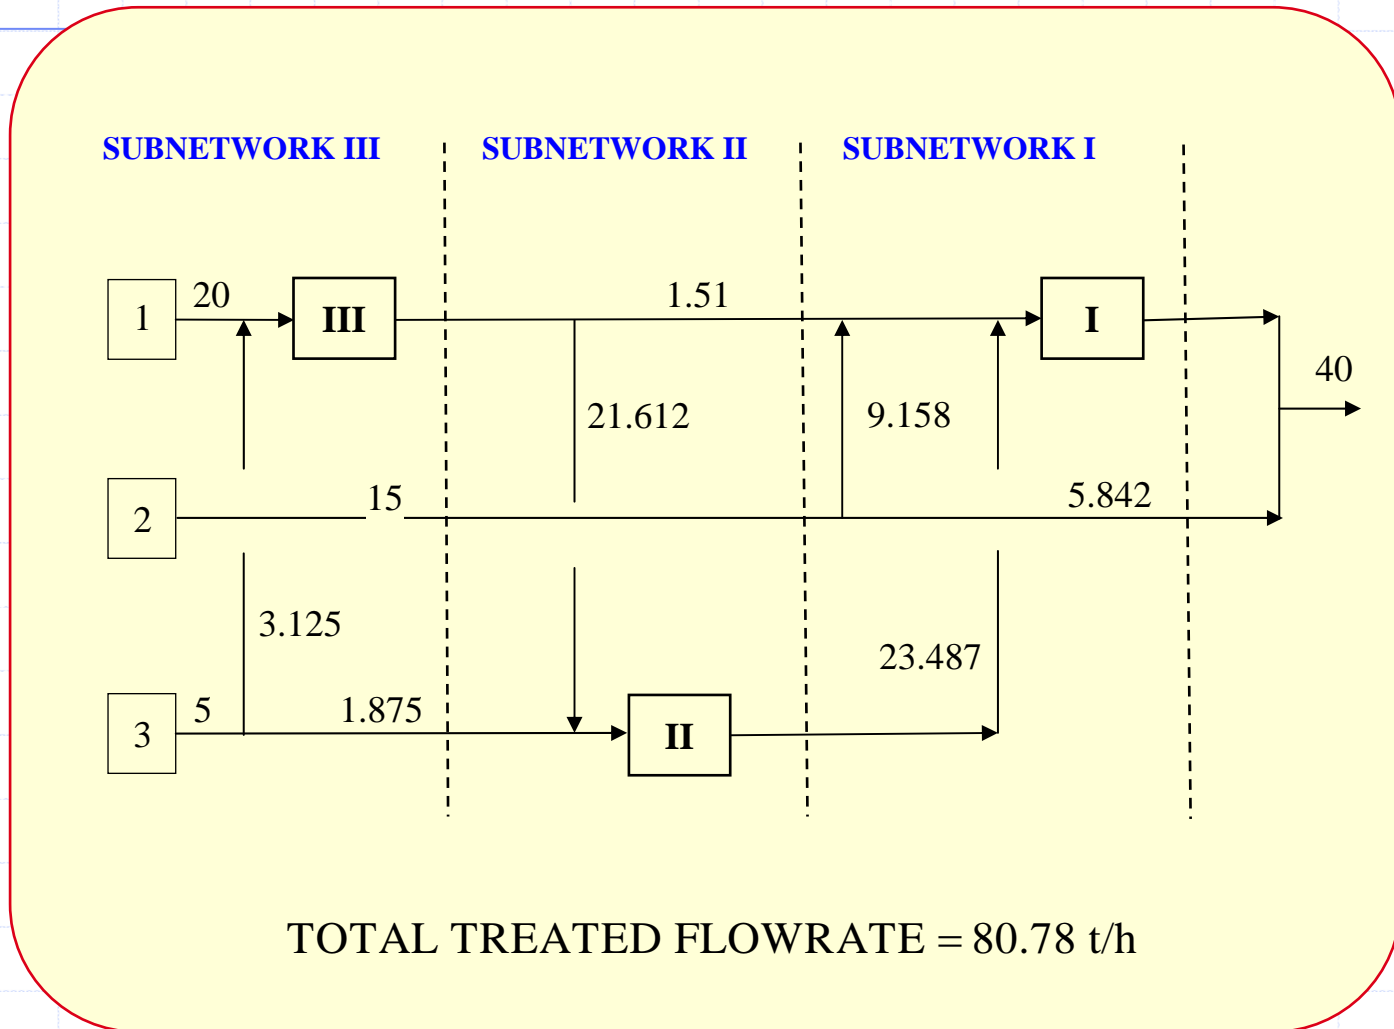 SUBNETWORK III SUBNETWORK II SUBNETWORK I
1 20 III 1.51 I
40
21.612 9.158
2 15 5.842
3.125
23.487
3 5 1.875 II
TOTAL TREATED FLOWRATE = 80.78 t/h